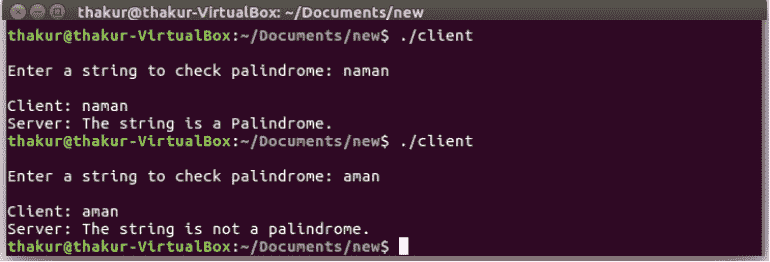 thakur@thakur-VirtualBox: ~/Documents/new
thakur@thakur-VirtualBox:~/Documents/new$ ./client
Enter a string to check palindrome: naman
Client: naman
Server: The string is a Palindrome.
thakur@thakur-VirtualBox:~/Documents/new$ ./client
Enter a string to check palindrome: aman
Client: aman
Server: The string is not a palindrome.
thakur@thakur-VirtualBox:~/Documents/new$